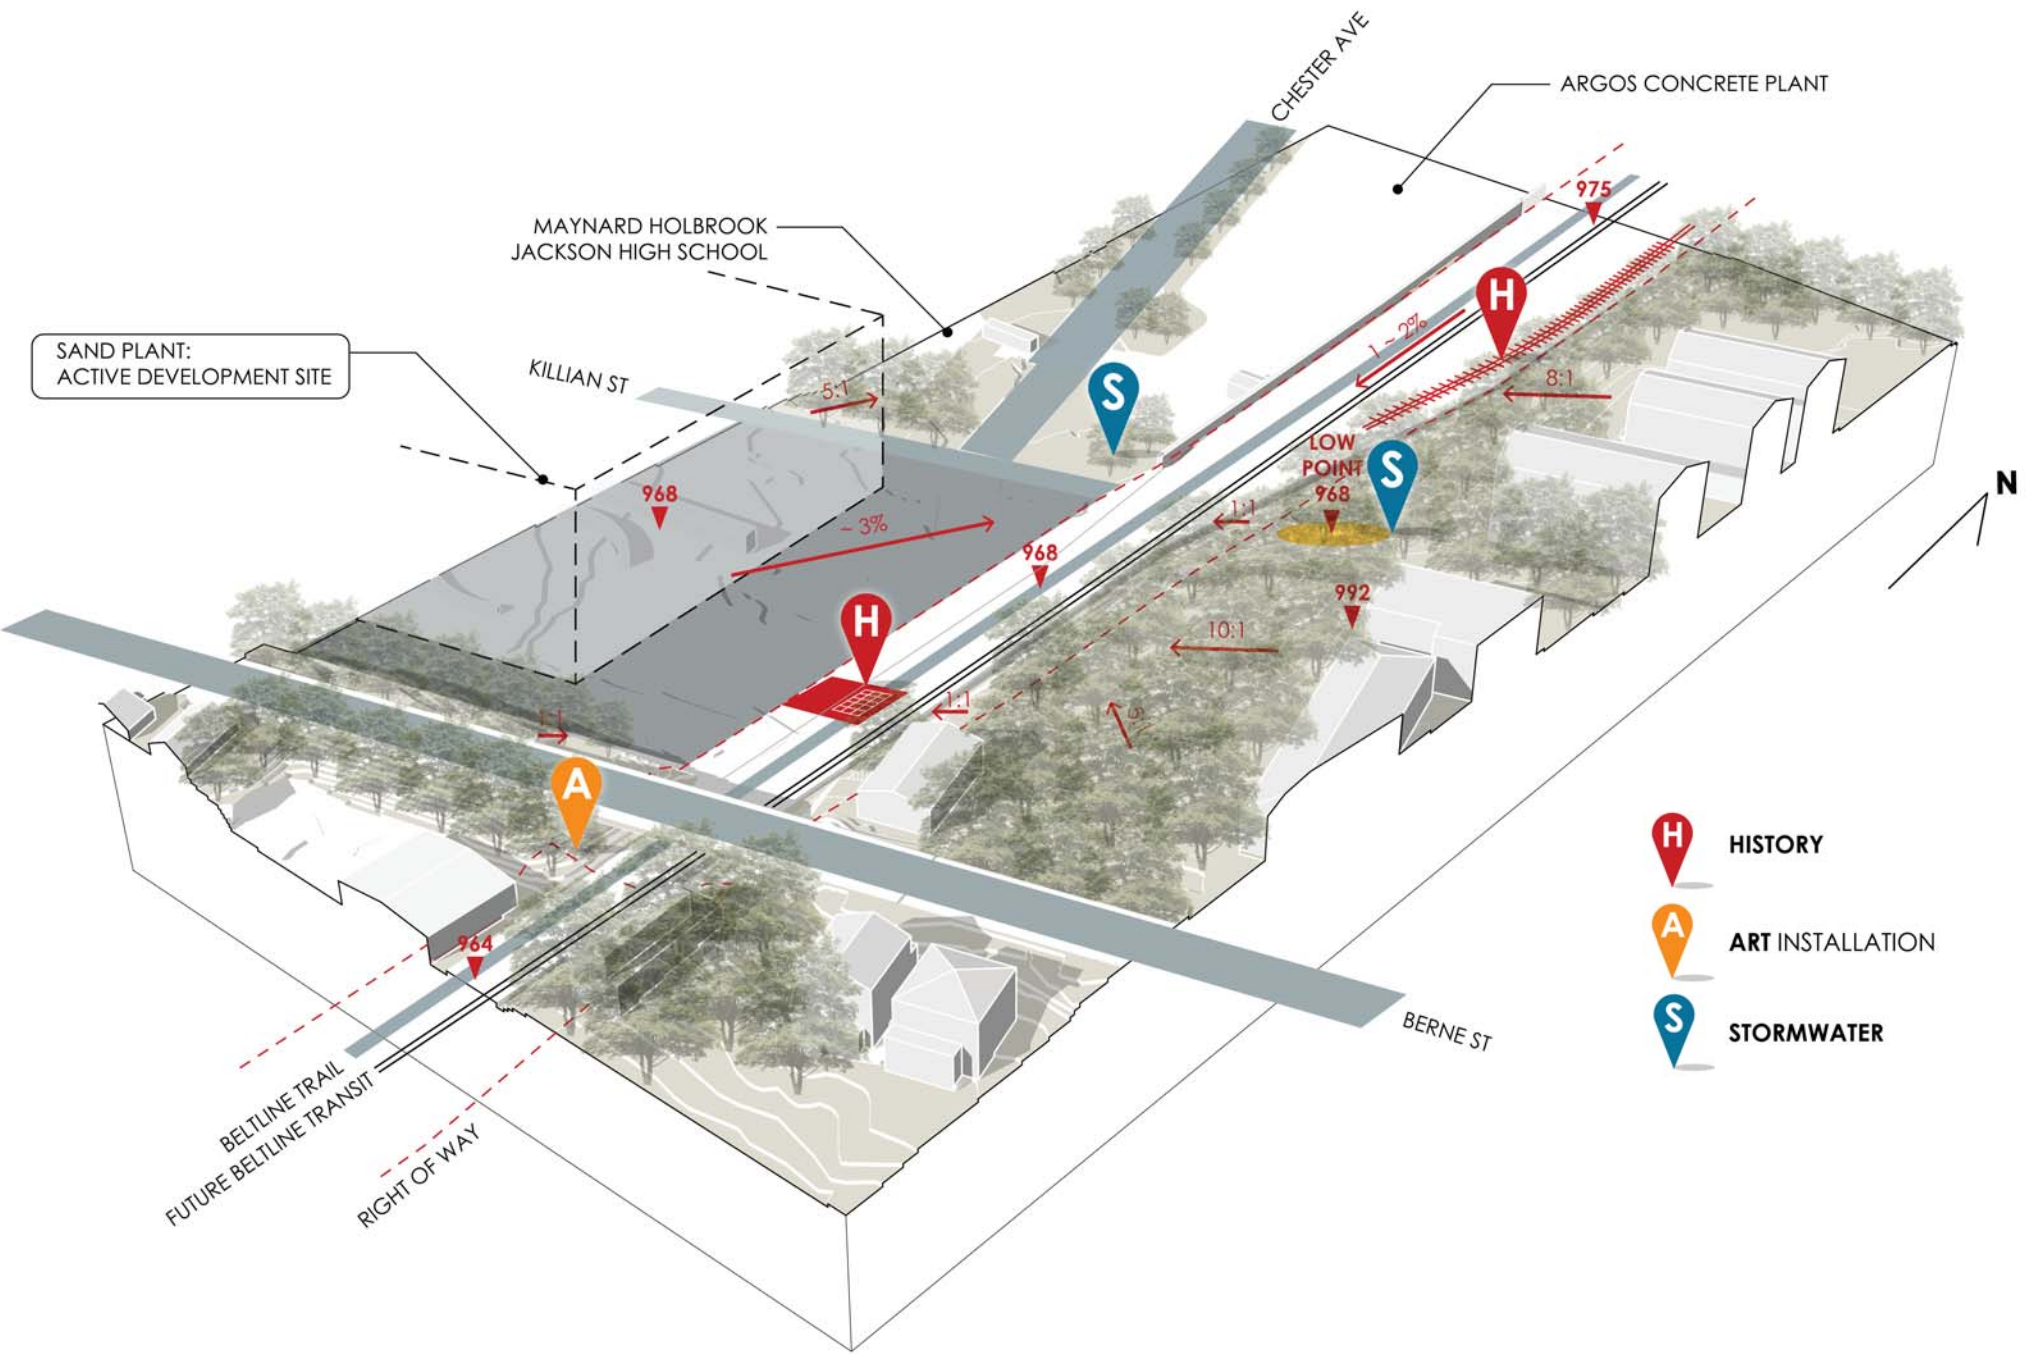 CHESTER AVE
ARGOS CONCRETE PLANT
975
MAYNARD HOLBROOK
JACKSON HIGH SCHOOL
H
1 ~ 2%
SAND PLANT:
ACTIVE DEVELOPMENT SITE
KILLIAN ST
5:1
S
8:1
LOW
POINT
968
S
N
968
~ 3%
1:1
968
992
H
10:1
1:1
5:1
1:1
A
964
H
HISTORY
A
ART INSTALLATION
S
STORMWATER
BERNE ST
BELTLINE TRAIL
FUTURE BELTLINE TRANSIT
RIGHT OF WAY